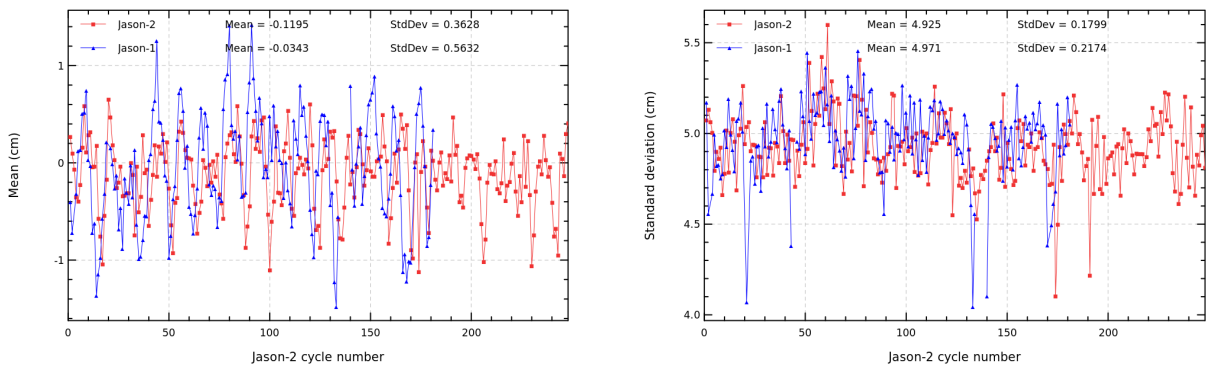 Jason-2 Mean = -0.1195 StdDev = 0.3628
Jason-1 Mean = -0.0343 StdDev = 0.5632
Mean (cm)
1
0
-1
0 50 100 150 200
Jason-2 cycle number
Jason-2 Mean = 4.925 StdDev = 0.1799
Jason-1 Mean = 4.971 StdDev = 0.2174
Standard deviation (cm)
5.5
5.0
4.5
4.0
0 50 100 150 200
Jason-2 cycle number